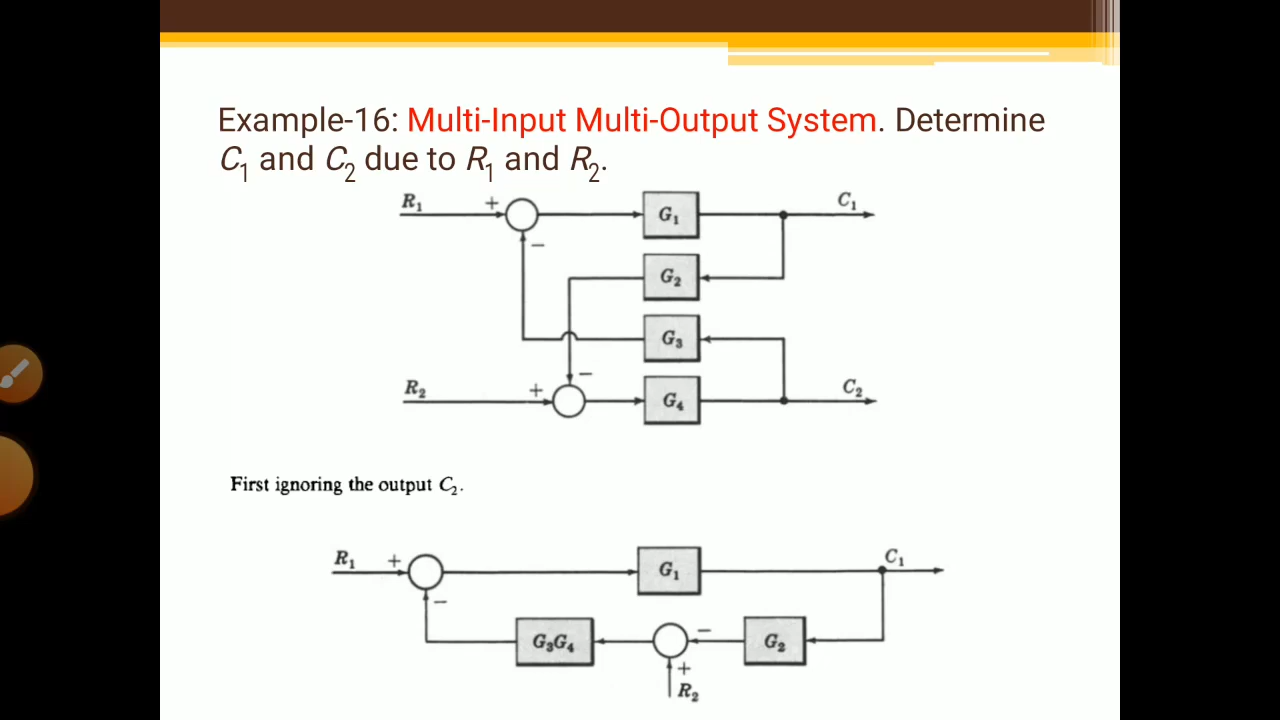 Example-16: Multi-Input Multi-Output System. Determine
C₁ and C₂ due to R₁ and R₂.
R₁ + G₁ C₁
−
G₂
G₃
−
R₂ + G₄ C₂
First ignoring the output C₂.
R₁ + G₁ C₁
−
G₃G₄ − G₂
+
R₂